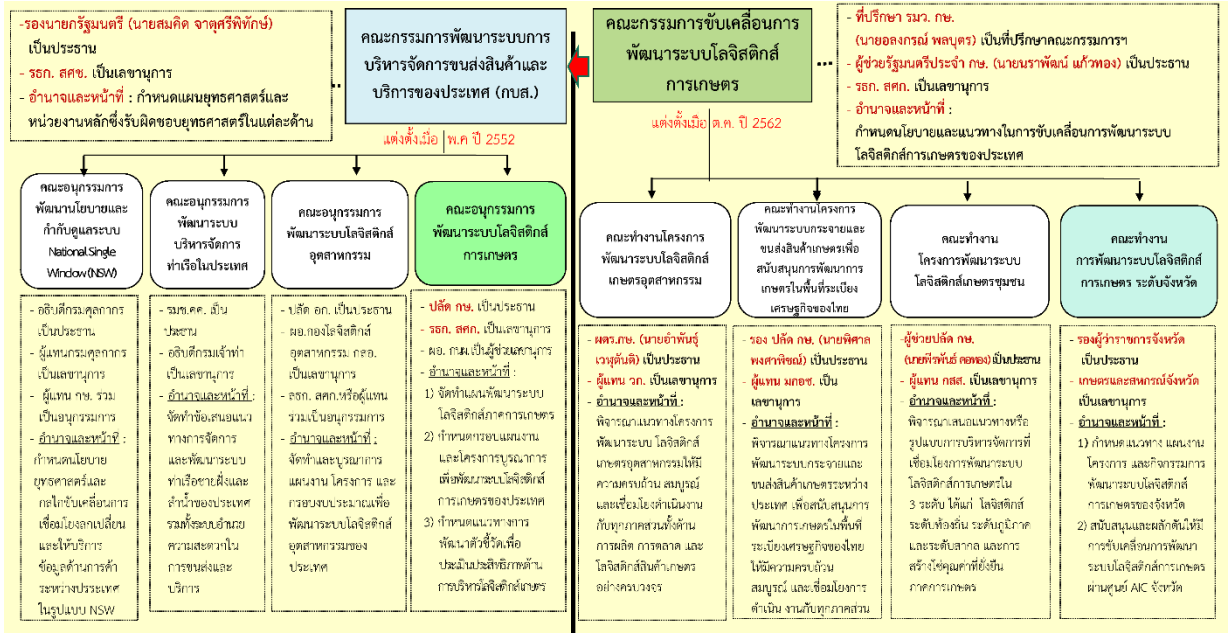 -รองนายกรัฐมนตรี (นายสมคิด จาตุศรีพิทักษ์)
เป็นประธาน
- รธก. สศช. เป็นเลขานุการ
- อำนาจและหน้าที่ : กำหนดแผนยุทธศาสตร์และ
หน่วยงานหลักซึ่งรับผิดชอบยุทธศาสตร์ในแต่ละด้าน
คณะกรรมการพัฒนาระบบการ
บริหารจัดการขนส่งสินค้าและ
บริการของประเทศ (กบส.)
แต่งตั้งเมื่อ พ.ค ปี 2552
คณะกรรมการขับเคลื่อนการ
พัฒนาระบบโลจิสติกส์
การเกษตร
แต่งตั้งเมื่อ ต.ค. ปี 2562
- ที่ปรึกษา รมว. กษ.
(นายอลงกรณ์ พลบุตร) เป็นที่ปรึกษาคณะกรรมการฯ
- ผู้ช่วยรัฐมนตรีประจำ กษ. (นายนราพัฒน์ แก้วทอง) เป็นประธาน
- รธก. สศก. เป็นเลขานุการ
- อำนาจและหน้าที่ :
กำหนดนโยบายและแนวทางในการขับเคลื่อนการพัฒนาระบบ
โลจิสติกส์การเกษตรของประเทศ
คณะอนุกรรมการ
พัฒนานโยบายและ
กำกับดูแลระบบ
National Single
Window (NSW)
- อธิบดีกรมศุลกากร
เป็นประธาน
- ผู้แทนกรมศุลกากร
เป็นเลขานุการ
- ผู้แทน กษ. ร่วม
เป็นอนุกรรมการ
- อำนาจและหน้าที่ :
กำหนดนโยบาย
ยุทธศาสตร์และ
กลไกขับเคลื่อนการ
เชื่อมโยงแลกเปลี่ยน
และให้บริการ
ข้อมูลด้านการค้า
ระหว่างประเทศ
ในรูปแบบ NSW
คณะอนุกรรมการ
พัฒนาระบบ
บริหารจัดการ
ท่าเรือในประเทศ
- รมช.คค. เป็น
ประธาน
- อธิบดีกรมเจ้าท่า
เป็นเลขานุการ
- อำนาจและหน้าที่ :
จัดทำข้อเสนอแนว
ทางการจัดการ
และพัฒนาระบบ
ท่าเรือชายฝั่งและ
ลำน้ำของประเทศ
รวมทั้งระบบอำนวย
ความสะดวกใน
การขนส่งและ
บริการ
คณะอนุกรรมการ
พัฒนาระบบโลจิสติกส์
อุตสาหกรรม
- ปลัด อก. เป็นประธาน
- ผอ.กองโลจิสติกส์
อุตสาหกรรม กสอ.
เป็นเลขานุการ
- ลธก. สศก.หรือผู้แทน
ร่วมเป็นอนุกรรมการ
- อำนาจและหน้าที่ :
จัดทำและบูรณาการ
แผนงาน โครงการ และ
กรอบงบประมาณเพื่อ
พัฒนาระบบโลจิสติกส์
อุตสาหกรรมของ
ประเทศ
คณะอนุกรรมการ
พัฒนาระบบโลจิสติกส์
การเกษตร
- ปลัด กษ. เป็นประธาน
- รธก. สศก. เป็นเลขานุการ
- ผอ. กนผ.เป็นผู้ช่วยเลขานุการ
- อำนาจและหน้าที่ :
1) จัดทำแผนพัฒนาระบบ
โลจิสติกส์ภาคการเกษตร
2) กำหนดกรอบแผนงาน
และโครงการบูรณาการ
เพื่อพัฒนาระบบโลจิสติกส์
การเกษตรของประเทศ
3) กำหนดแนวทางการ
พัฒนาตัวชี้วัดเพื่อ
ประเมินประสิทธิภาพด้าน
การบริหารโลจิสติกส์เกษตร
คณะทำงานโครงการ
พัฒนาระบบโลจิสติกส์
เกษตรอุตสาหกรรม
- ผตร.กษ. (นายอำพันธุ์
เวฬุตันติ) เป็นประธาน
- ผู้แทน วก. เป็นเลขานุการ
- อำนาจและหน้าที่ :
พิจารณาแนวทางโครงการ
พัฒนาระบบ โลจิสติกส์
เกษตรอุตสาหกรรมให้มี
ความครบถ้วน สมบูรณ์
และเชื่อมโยงดำเนินงาน
กับทุกภาคส่วนทั้งด้าน
การผลิต การตลาด และ
โลจิสติกส์สินค้าเกษตร
อย่างครบวงจร
คณะทำงานโครงการ
พัฒนาระบบกระจายและ
ขนส่งสินค้าเกษตรเพื่อ
สนับสนุนการพัฒนาการ
เกษตรในพื้นที่ระเบียง
เศรษฐกิจของไทย
- รอง ปลัด กษ. (นายพิศาล
พงศาพิชณ์) เป็นประธาน
- ผู้แทน มกอช. เป็น
เลขานุการ
- อำนาจและหน้าที่ :
พิจารณาแนวทางโครงการ
พัฒนาระบบกระจายและ
ขนส่งสินค้าเกษตรระหว่าง
ประเทศ เพื่อสนับสนุนการ
พัฒนาการเกษตรในพื้นที่
ระเบียงเศรษฐกิจของไทย
ให้มีความครบถ้วน
สมบูรณ์ และเชื่อมโยงการ
ดำเนิน งานกับทุกภาคส่วน
คณะทำงาน
โครงการพัฒนาระบบ
โลจิสติกส์เกษตรชุมชน
-ผู้ช่วยปลัด กษ.
(นายพีรพันธ์ คอทอง) เป็นประธาน
- ผู้แทน กสส. เป็นเลขานุการ
- อำนาจและหน้าที่ :
พิจารณาเสนอแนวทางหรือ
รูปแบบการบริหารจัดการที่
เชื่อมโยงการพัฒนาระบบ
โลจิสติกส์การเกษตรใน
3 ระดับ ได้แก่ โลจิสติกส์
ระดับท้องถิ่น ระดับภูมิภาค
และระดับสากล และการ
สร้างโซ่คุณค่าที่ยั่งยืน
ภาคการเกษตร
คณะทำงาน
การพัฒนาระบบโลจิสติกส์
การเกษตร ระดับจังหวัด
- รองผู้ว่าราชการจังหวัด
เป็นประธาน
- เกษตรและสหกรณ์จังหวัด
เป็นเลขานุการ
- อำนาจและหน้าที่ :
1) กำหนดแนวทาง แผนงาน
โครงการ และกิจกรรมการ
พัฒนาระบบโลจิสติกส์
การเกษตรของจังหวัด
2) สนับสนุนและผลักดันให้มี
การขับเคลื่อนการพัฒนา
ระบบโลจิสติกส์การเกษตร
ผ่านศูนย์ AIC จังหวัด